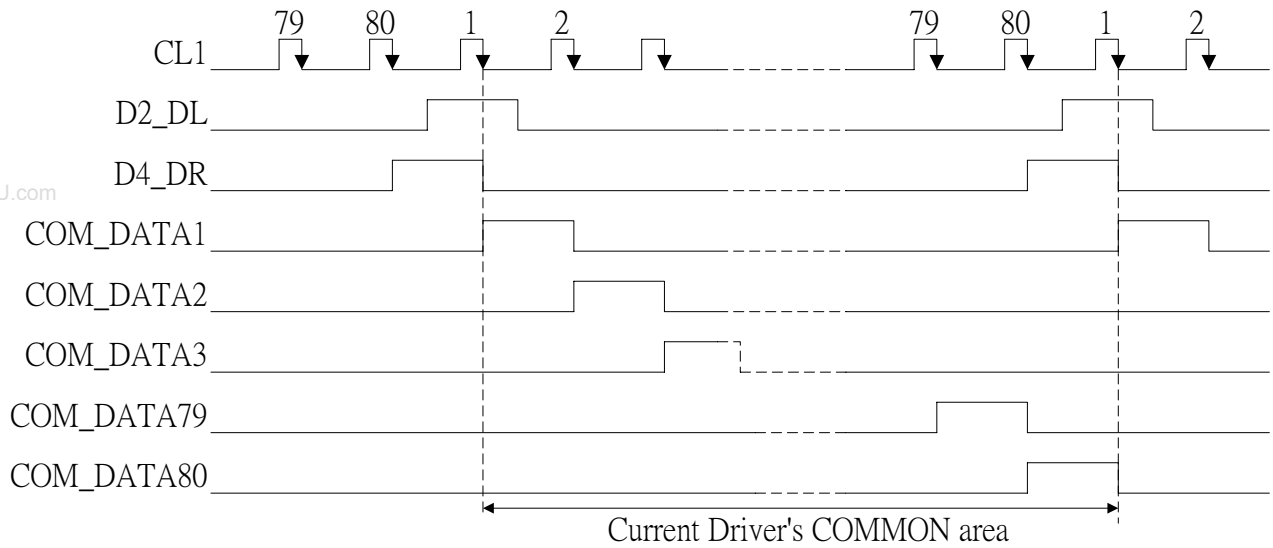 79 80 1 2 79 80 1 2
CL1
D2_DL
D4_DR
U.com
COM_DATA1
COM_DATA2
COM_DATA3
COM_DATA79
COM_DATA80
Current Driver's COMMON area